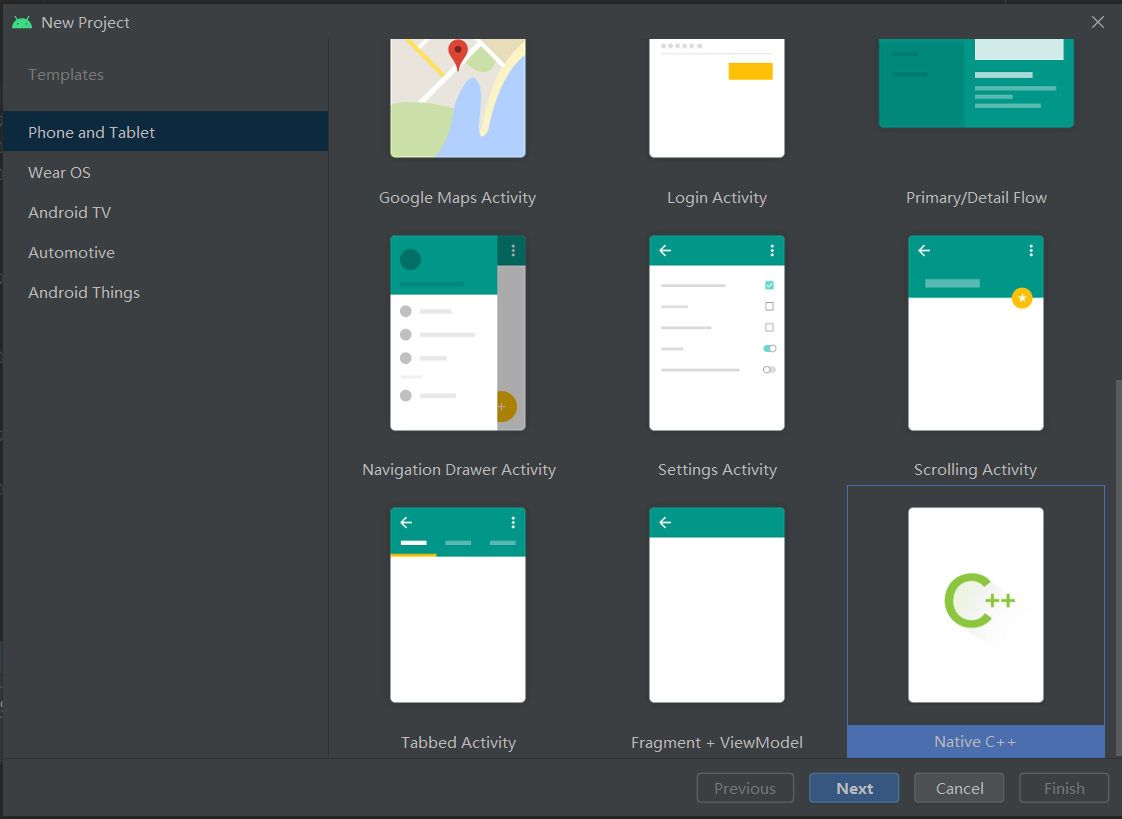 New Project
Templates
Phone and Tablet
Wear OS
Android TV
Automotive
Android Things
Google Maps Activity
Login Activity
Primary/Detail Flow
Navigation Drawer Activity
Settings Activity
Scrolling Activity
Tabbed Activity
Fragment + ViewModel
C++
Native C++
Previous
Next
Cancel
Finish